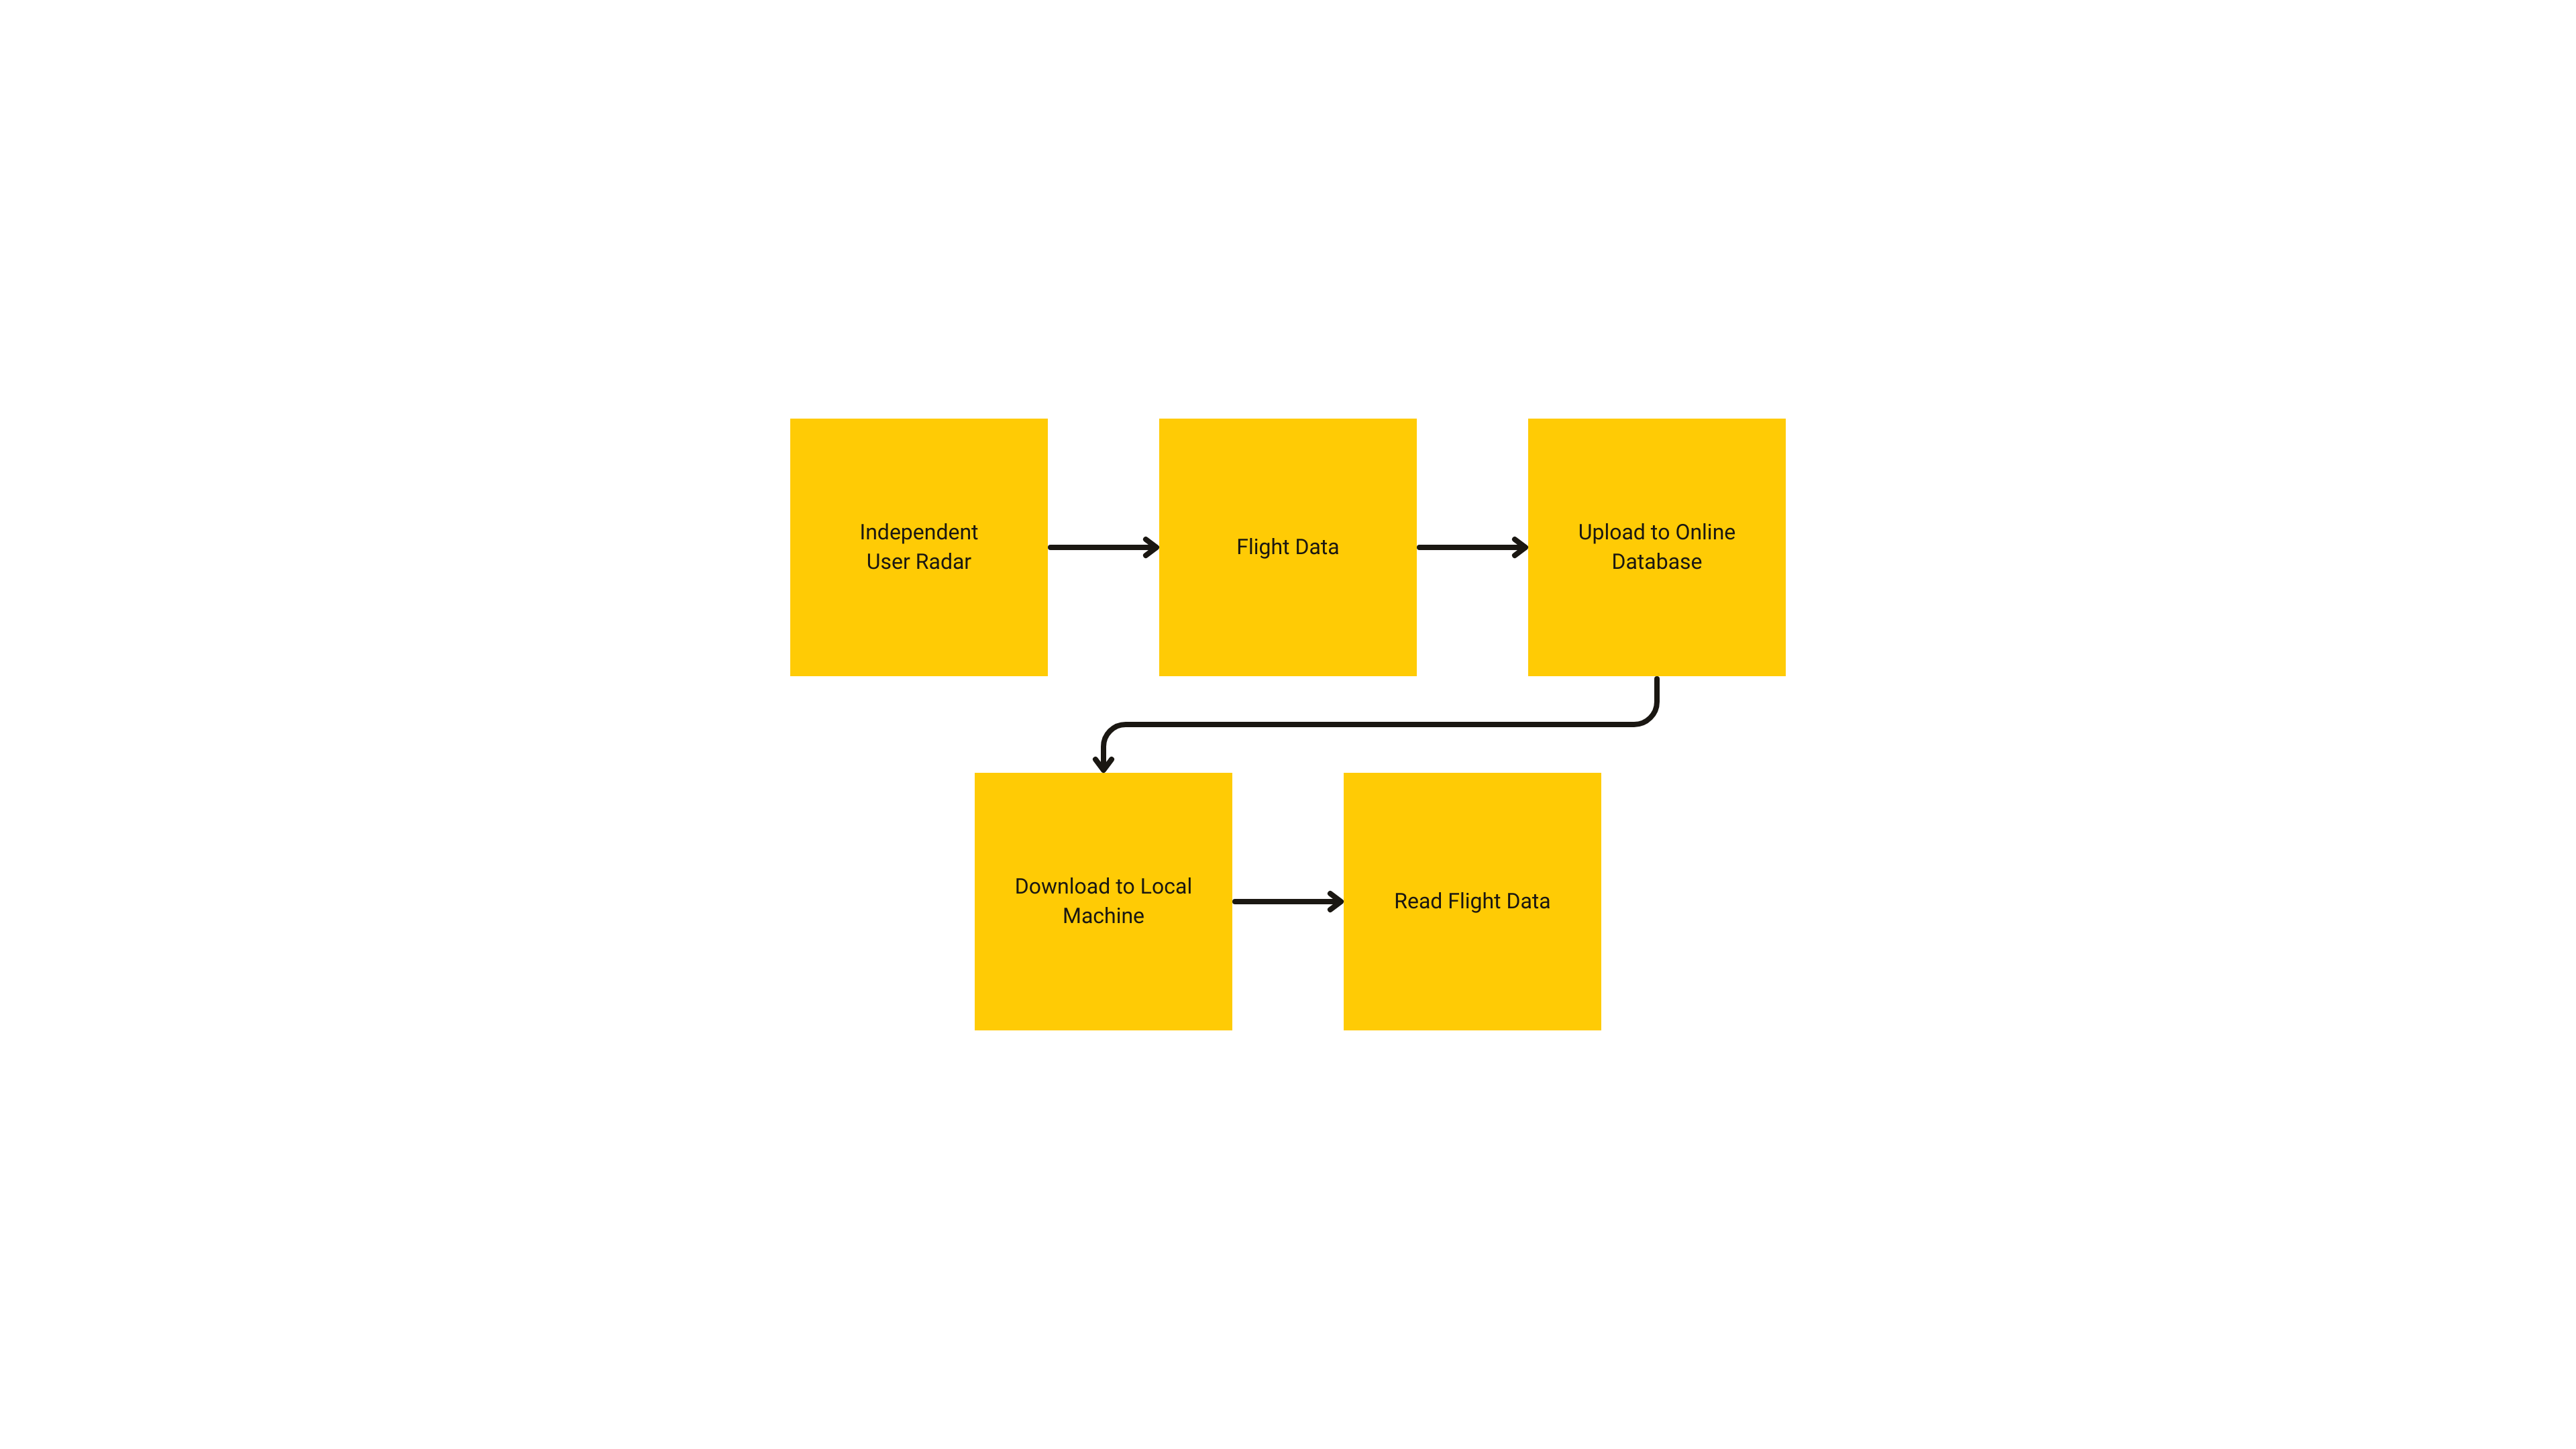 Independent
User Radar
Flight Data
Upload to Online
Database
Download to Local
Machine
Read Flight Data